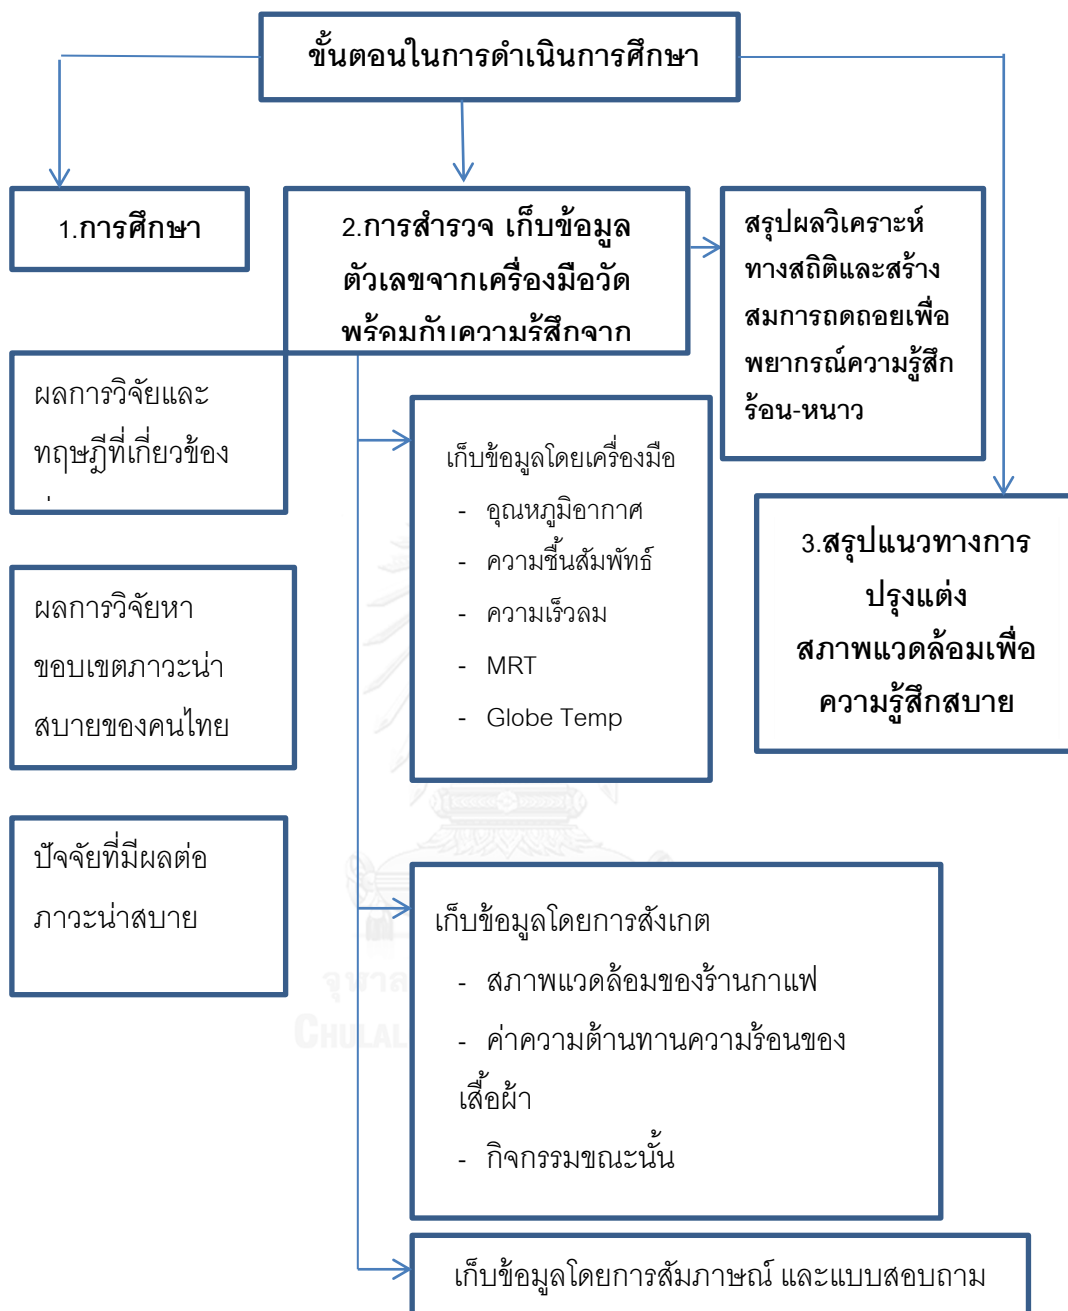 ขั้นตอนในการดำเนินการศึกษา
1.การศึกษา
2.การสำรวจ เก็บข้อมูล
ตัวเลขจากเครื่องมือวัด
พร้อมกับความรู้สึกจาก
สรุปผลวิเคราะห์
ทางสถิติและสร้าง
สมการถดถอยเพื่อ
พยากรณ์ความรู้สึก
ร้อน-หนาว
ผลการวิจัยและ
ทฤษฎีที่เกี่ยวข้อง
ผลการวิจัยหา
ขอบเขตภาวะน่า
สบายของคนไทย
ปัจจัยที่มีผลต่อ
ภาวะน่าสบาย
เก็บข้อมูลโดยเครื่องมือ
- อุณหภูมิอากาศ
- ความชื้นสัมพัทธ์
- ความเร็วลม
- MRT
- Globe Temp
3.สรุปแนวทางการ
ปรุงแต่ง
สภาพแวดล้อมเพื่อ
ความรู้สึกสบาย
เก็บข้อมูลโดยการสังเกต
- สภาพแวดล้อมของร้านกาแฟ
- ค่าความต้านทานความร้อนของ
เสื้อผ้า
- กิจกรรมขณะนั้น
เก็บข้อมูลโดยการสัมภาษณ์ และแบบสอบถาม